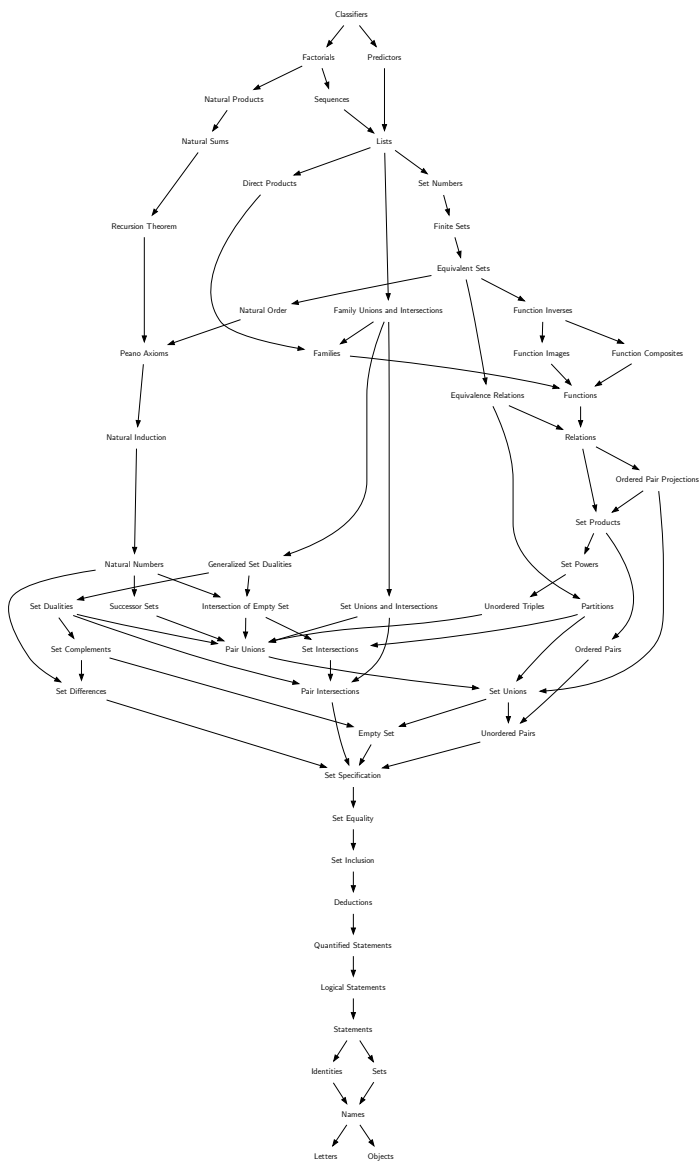 Classifiers
Factorials
Predictors
Natural Products
Sequences
Natural Sums
Lists
Direct Products
Set Numbers
Recursion Theorem
Finite Sets
Equivalent Sets
Natural Order
Family Unions and Intersections
Function Inverses
Peano Axioms
Families
Function Images
Function Composites
Equivalence Relations
Functions
Natural Induction
Relations
Ordered Pair Projections
Set Products
Natural Numbers
Generalized Set Dualities
Set Powers
Set Dualities
Successor Sets
Intersection of Empty Set
Set Unions and Intersections
Unordered Triples
Partitions
Set Complements
Pair Unions
Set Intersections
Ordered Pairs
Set Differences
Pair Intersections
Set Unions
Empty Set
Unordered Pairs
Set Specification
Set Equality
Set Inclusion
Deductions
Quantified Statements
Logical Statements
Statements
Identities
Sets
Names
Letters
Objects